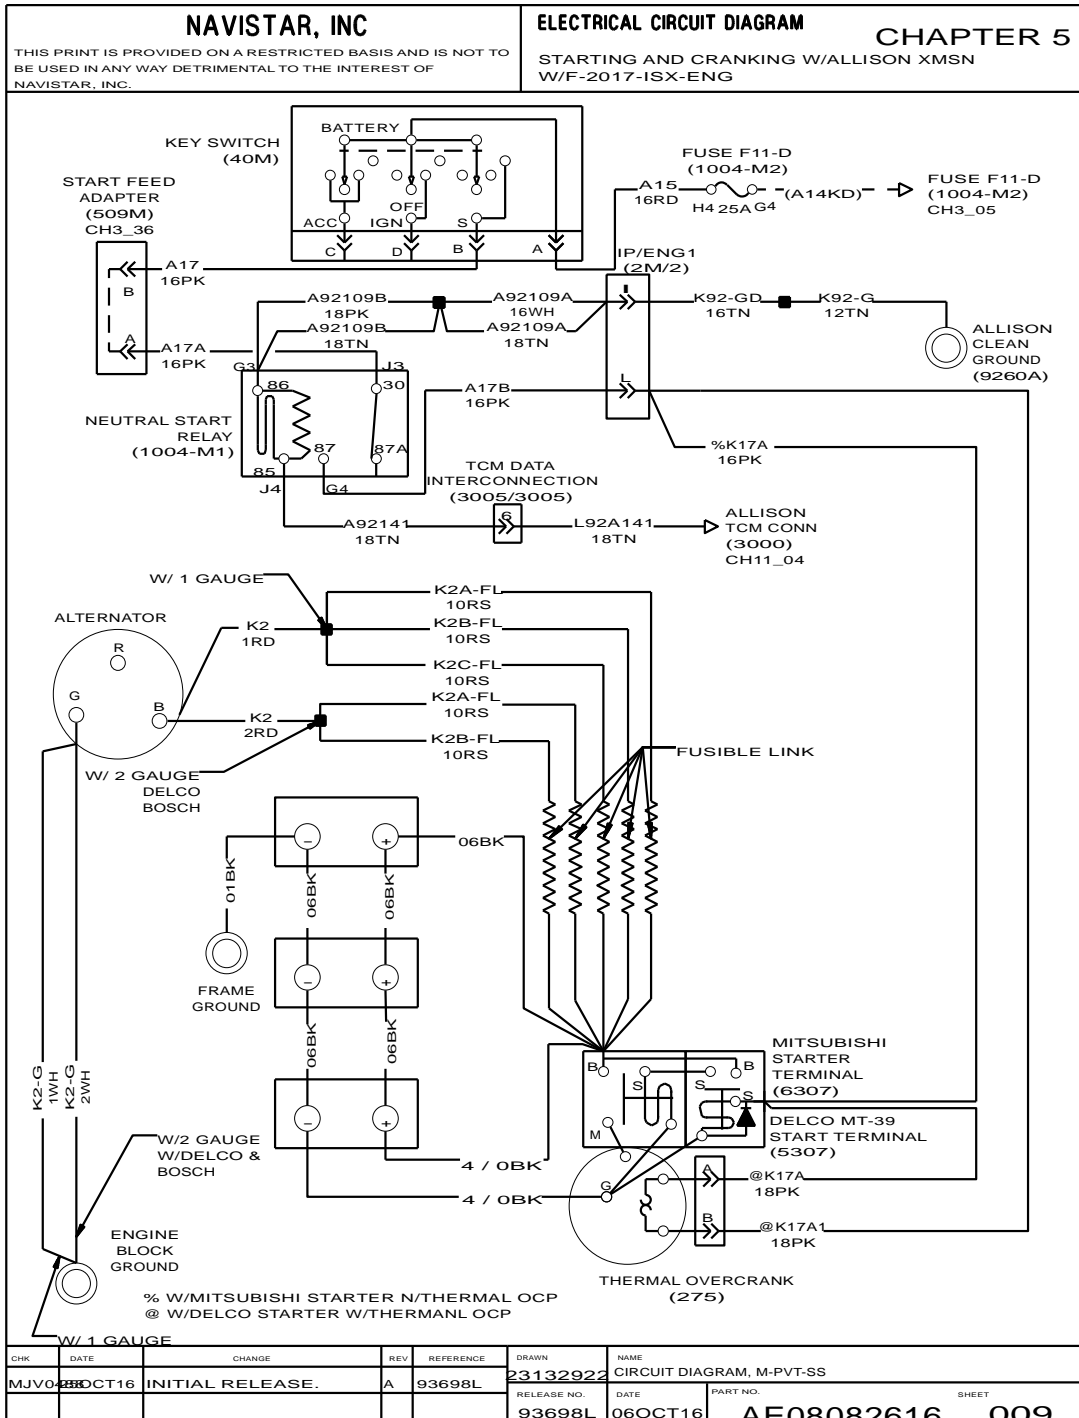 NAVISTAR, INC
THIS PRINT IS PROVIDED ON A RESTRICTED BASIS AND IS NOT TO
BE USED IN ANY WAY DETRIMENTAL TO THE INTEREST OF
NAVISTAR, INC.
ELECTRICAL CIRCUIT DIAGRAM
CHAPTER 5
STARTING AND CRANKING W/ALLISON XMSN
W/F-2017-ISX-ENG
KEY SWITCH
(40M)
BATTERY
OFF
ACC
IGN
S
C
D
B
A
START FEED
ADAPTER
(509M)
CH3_36
B
A
A17
16PK
A17A
16PK
FUSE F11-D
(1004-M2)
A15
16RD
H4
25A
G4
(A14KD)
FUSE F11-D
(1004-M2)
CH3_05
IP/ENG1
(2M/2)
I
L
A92109B
18PK
A92109A
16WH
A92109B
18TN
A92109A
18TN
K92-GD
16TN
K92-G
12TN
ALLISON
CLEAN
GROUND
(9260A)
G3
J3
86
30
87
87A
85
J4
G4
NEUTRAL START
RELAY
(1004-M1)
A17B
16PK
%K17A
16PK
TCM DATA
INTERCONNECTION
(3005/3005)
6
A92141
18TN
L92A141
18TN
ALLISON
TCM CONN
(3000)
CH11_04
W/ 1 GAUGE
ALTERNATOR
R
G
B
K2
1RD
K2
2RD
K2A-FL
10RS
K2B-FL
10RS
K2C-FL
10RS
K2A-FL
10RS
K2B-FL
10RS
FUSIBLE LINK
W/ 2 GAUGE
DELCO
BOSCH
-
+
06BK
01BK
06BK
06BK
FRAME
GROUND
-
+
06BK
06BK
-
+
K2-G
1WH
K2-G
2WH
W/2 GAUGE
W/DELCO &
BOSCH
4 / 0BK
4 / 0BK
B
S
M
S
B
S
G
MITSUBISHI
STARTER
TERMINAL
(6307)
DELCO MT-39
START TERMINAL
(5307)
A
B
@K17A
18PK
@K17A1
18PK
THERMAL OVERCRANK
(275)
ENGINE
BLOCK
GROUND
W/ 1 GAUGE
% W/MITSUBISHI STARTER N/THERMAL OCP
@ W/DELCO STARTER W/THERMANL OCP
CHK
DATE
CHANGE
REV
REFERENCE
DRAWN
NAME
OCT16
INITIAL RELEASE.
A
93698L
23132922
CIRCUIT DIAGRAM, M-PVT-SS
RELEASE NO.
DATE
PART NO.
SHEET
93698L
06OCT16
AE08082616
009